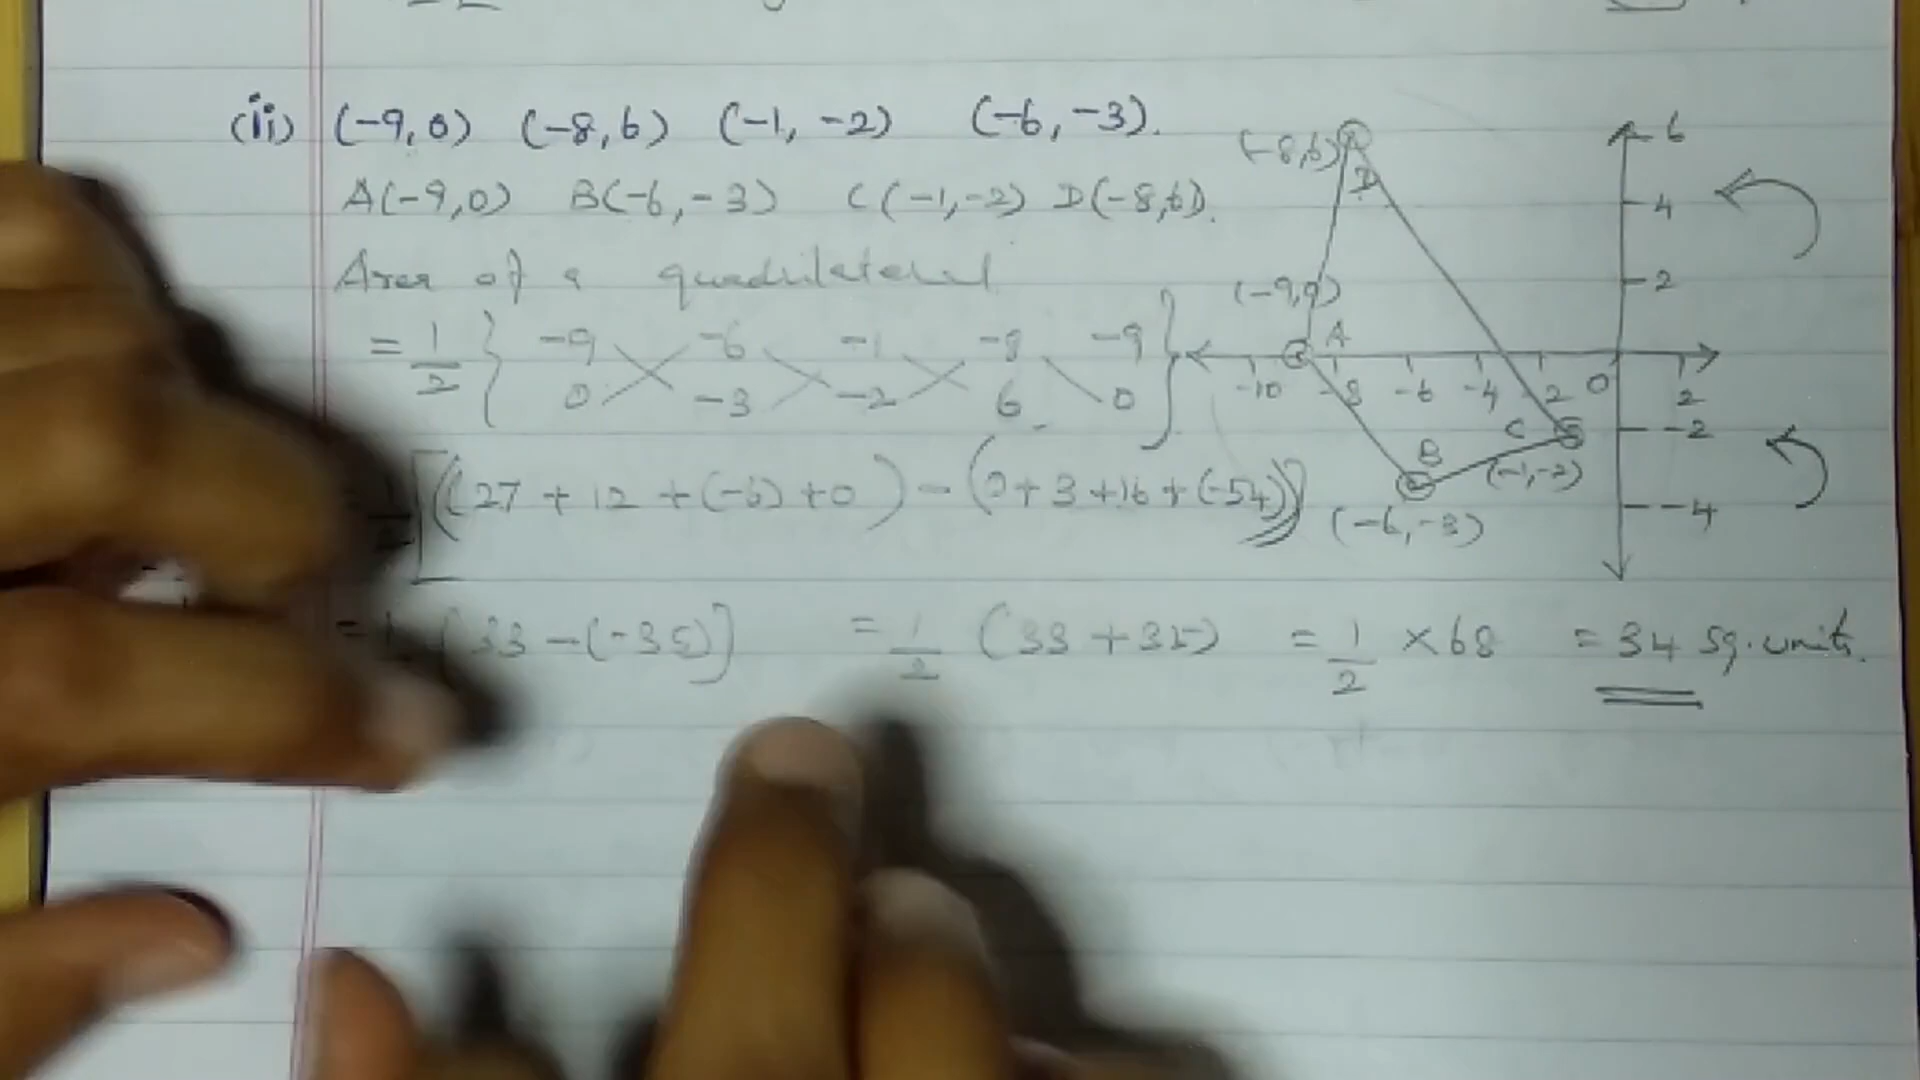 (ii) (-9,0) (-8,6) (-1, -2) (-6, -3).
A(-9,0) B(-6, -3) C(-1,-2) D(-8,6).
Area of a quadrilateral
= 1/2 { -9 -6 -1 -8 -9 }
0 -3 -2 6 0
[(27 + 12 + (-6) + 0) - (0 + 3 + 16 + (-54))
[33 - (-35)] = 1/2 (33 + 35) = 1/2 × 68 = 34 sq. units.
(-8,6)
D
(-9,0)
A
B
(-6,-3)
C
(-1,-2)
6
4
2
-10 -8 -6 -4 -2 0 2
-2
-4